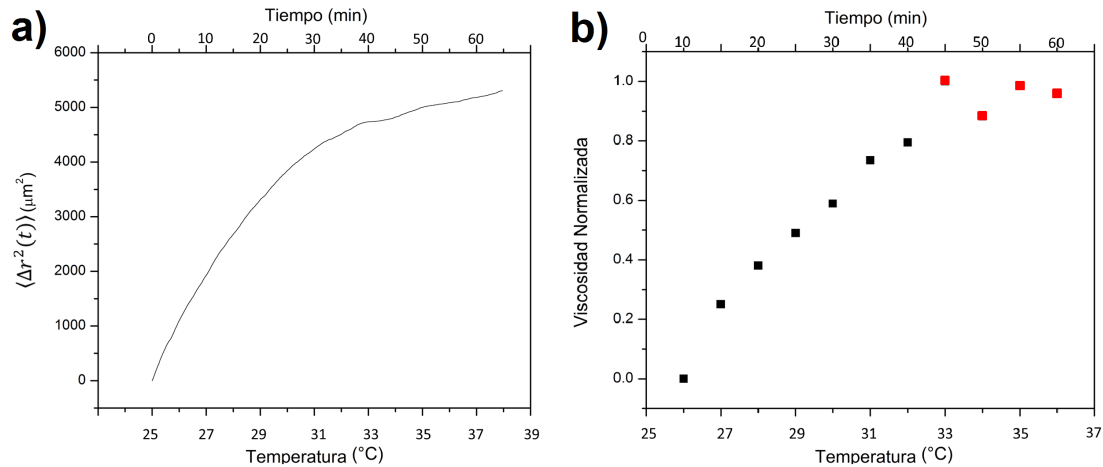 a)
Tiempo (min)
0 10 20 30 40 50 60
6000
5000
4000
3000
2000
1000
0
⟨Δr²(t)⟩ (μm²)
25 27 29 31 33 35 37 39
Temperatura (°C)
b)
Tiempo (min)
0 10 20 30 40 50 60
1.0
0.8
0.6
0.4
0.2
0.0
Viscosidad Normalizada
25 27 29 31 33 35 37
Temperatura (°C)